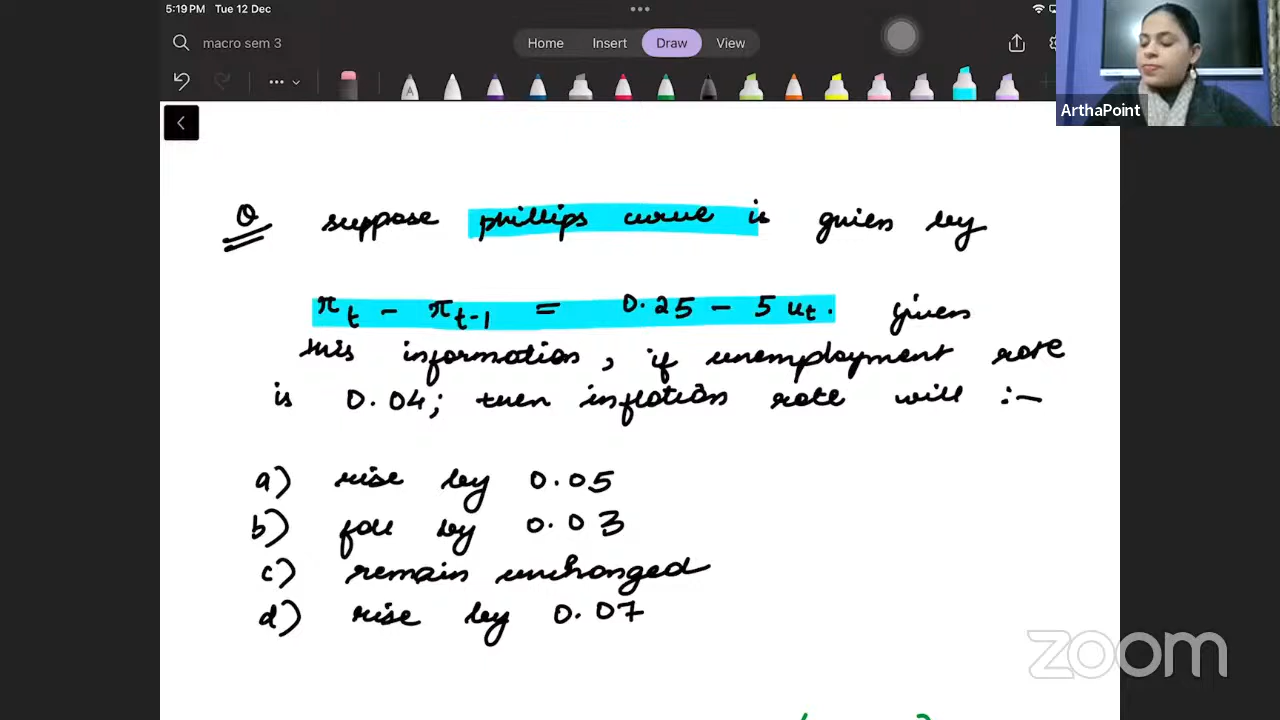 5:19 PM Tue 12 Dec
macro sem 3
Home Insert Draw View
ArthaPoint
Q suppose phillips curve is given by
πt - πt-1 = 0.25 - 5 ut. given
this information, if unemployment rate
is 0.04; then inflation rate will :-
a) rise by 0.05
b) fall by 0.03
c) remain unchanged
d) rise by 0.07
zoom